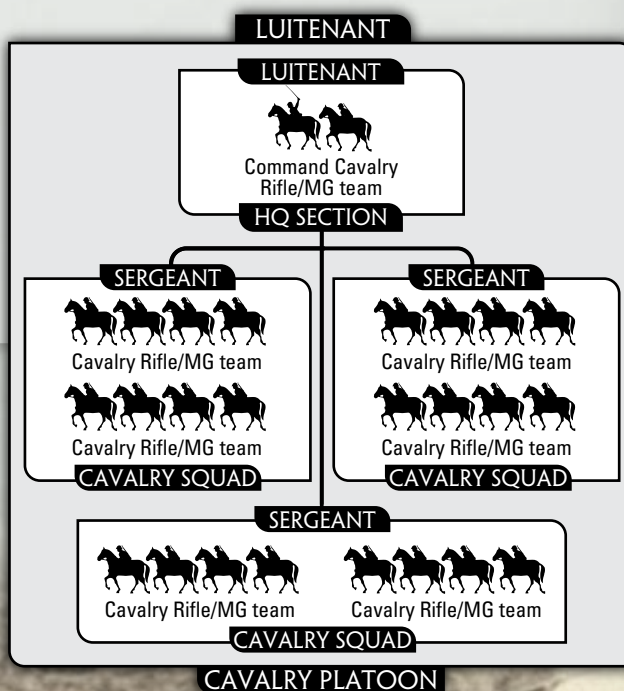 LUITENANT
LUITENANT
Command Cavalry
Rifle/MG team
HQ SECTION
SERGEANT
Cavalry Rifle/MG team
Cavalry Rifle/MG team
CAVALRY SQUAD
SERGEANT
Cavalry Rifle/MG team
Cavalry Rifle/MG team
CAVALRY SQUAD
SERGEANT
Cavalry Rifle/MG team
Cavalry Rifle/MG team
CAVALRY SQUAD
CAVALRY PLATOON